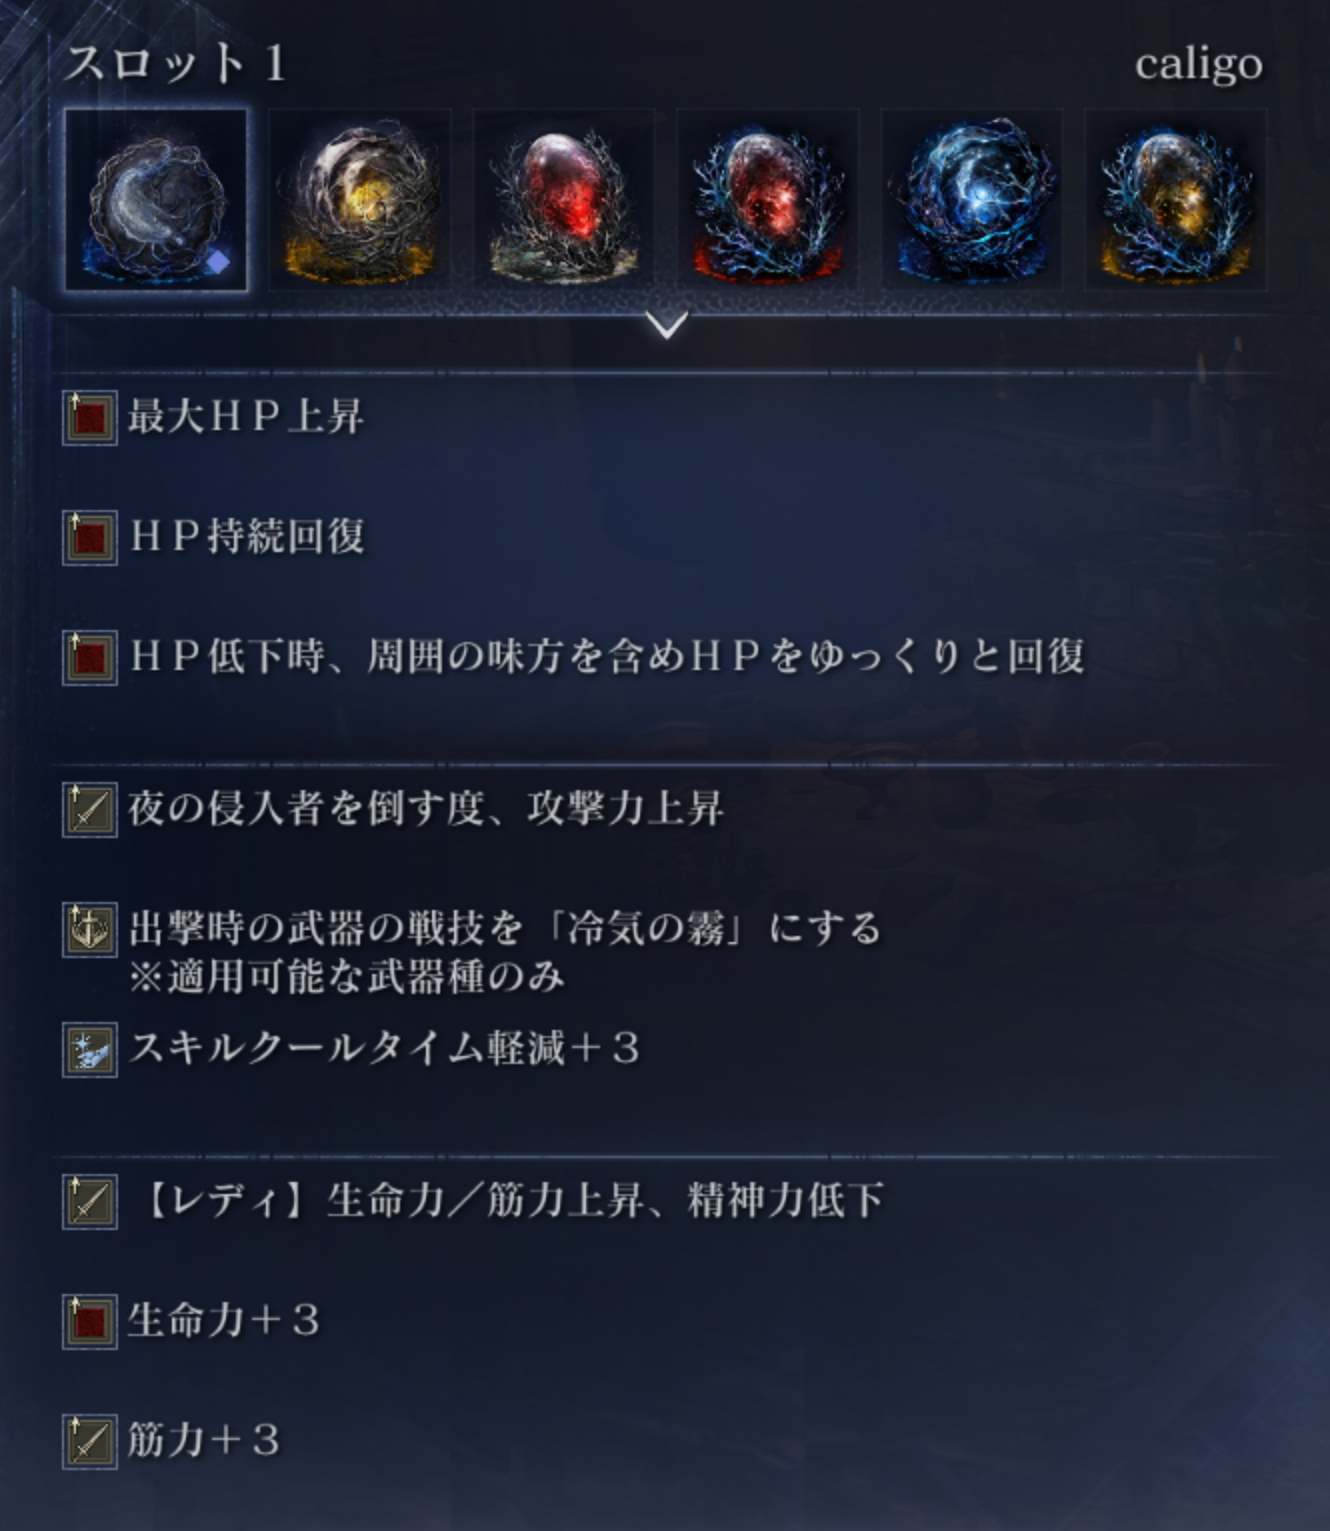 スロット1
caligo
最大HP上昇
HP持続回復
HP低下時、周囲の味方を含めHPをゆっくりと回復
夜の侵入者を倒す度、攻撃力上昇
出撃時の武器の戦技を「冷気の霧」にする
※適用可能な武器種のみ
スキルクールタイム軽減+3
【レディ】生命力/筋力上昇、精神力低下
生命力+3
筋力+3